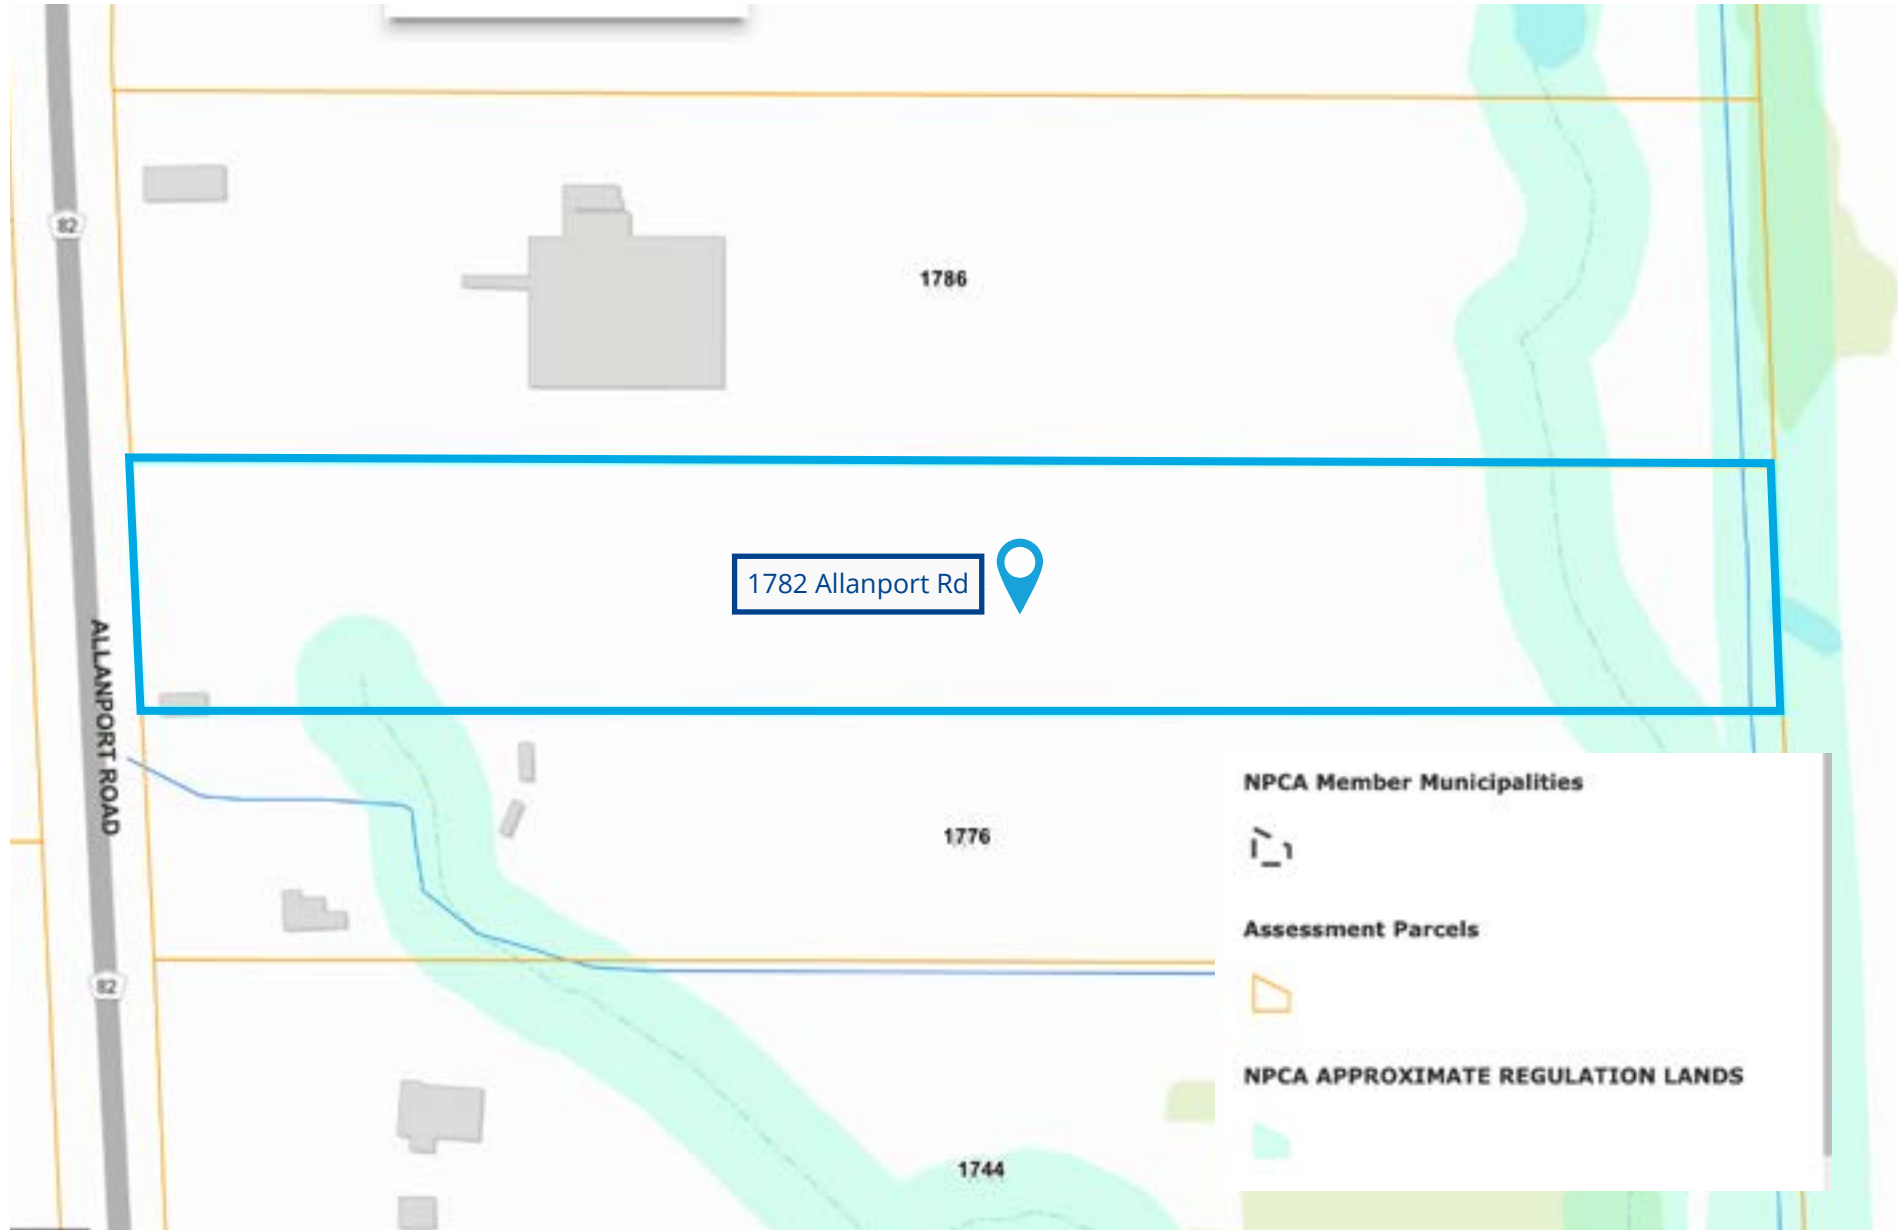 82
1786
1782 Allanport Rd
ALLANPORT ROAD
NPCA Member Municipalities
1776
Assessment Parcels
82
NPCA APPROXIMATE REGULATION LANDS
1744